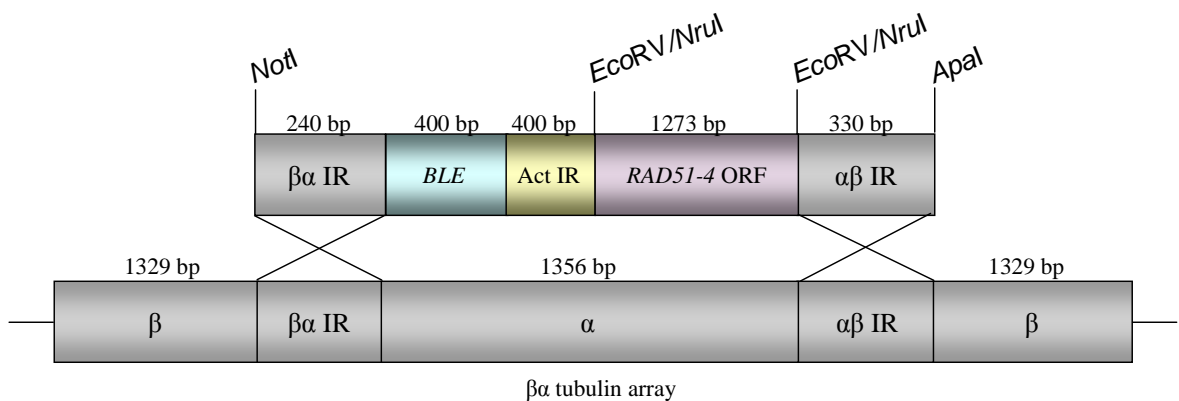 NotI
EcoRV/NruI
EcoRV/NruI
ApaI
240 bp
400 bp
400 bp
1273 bp
330 bp
βα IR
BLE
Act IR
RAD51-4 ORF
αβ IR
1329 bp
1356 bp
1329 bp
β
βα IR
α
αβ IR
β
βα tubulin array